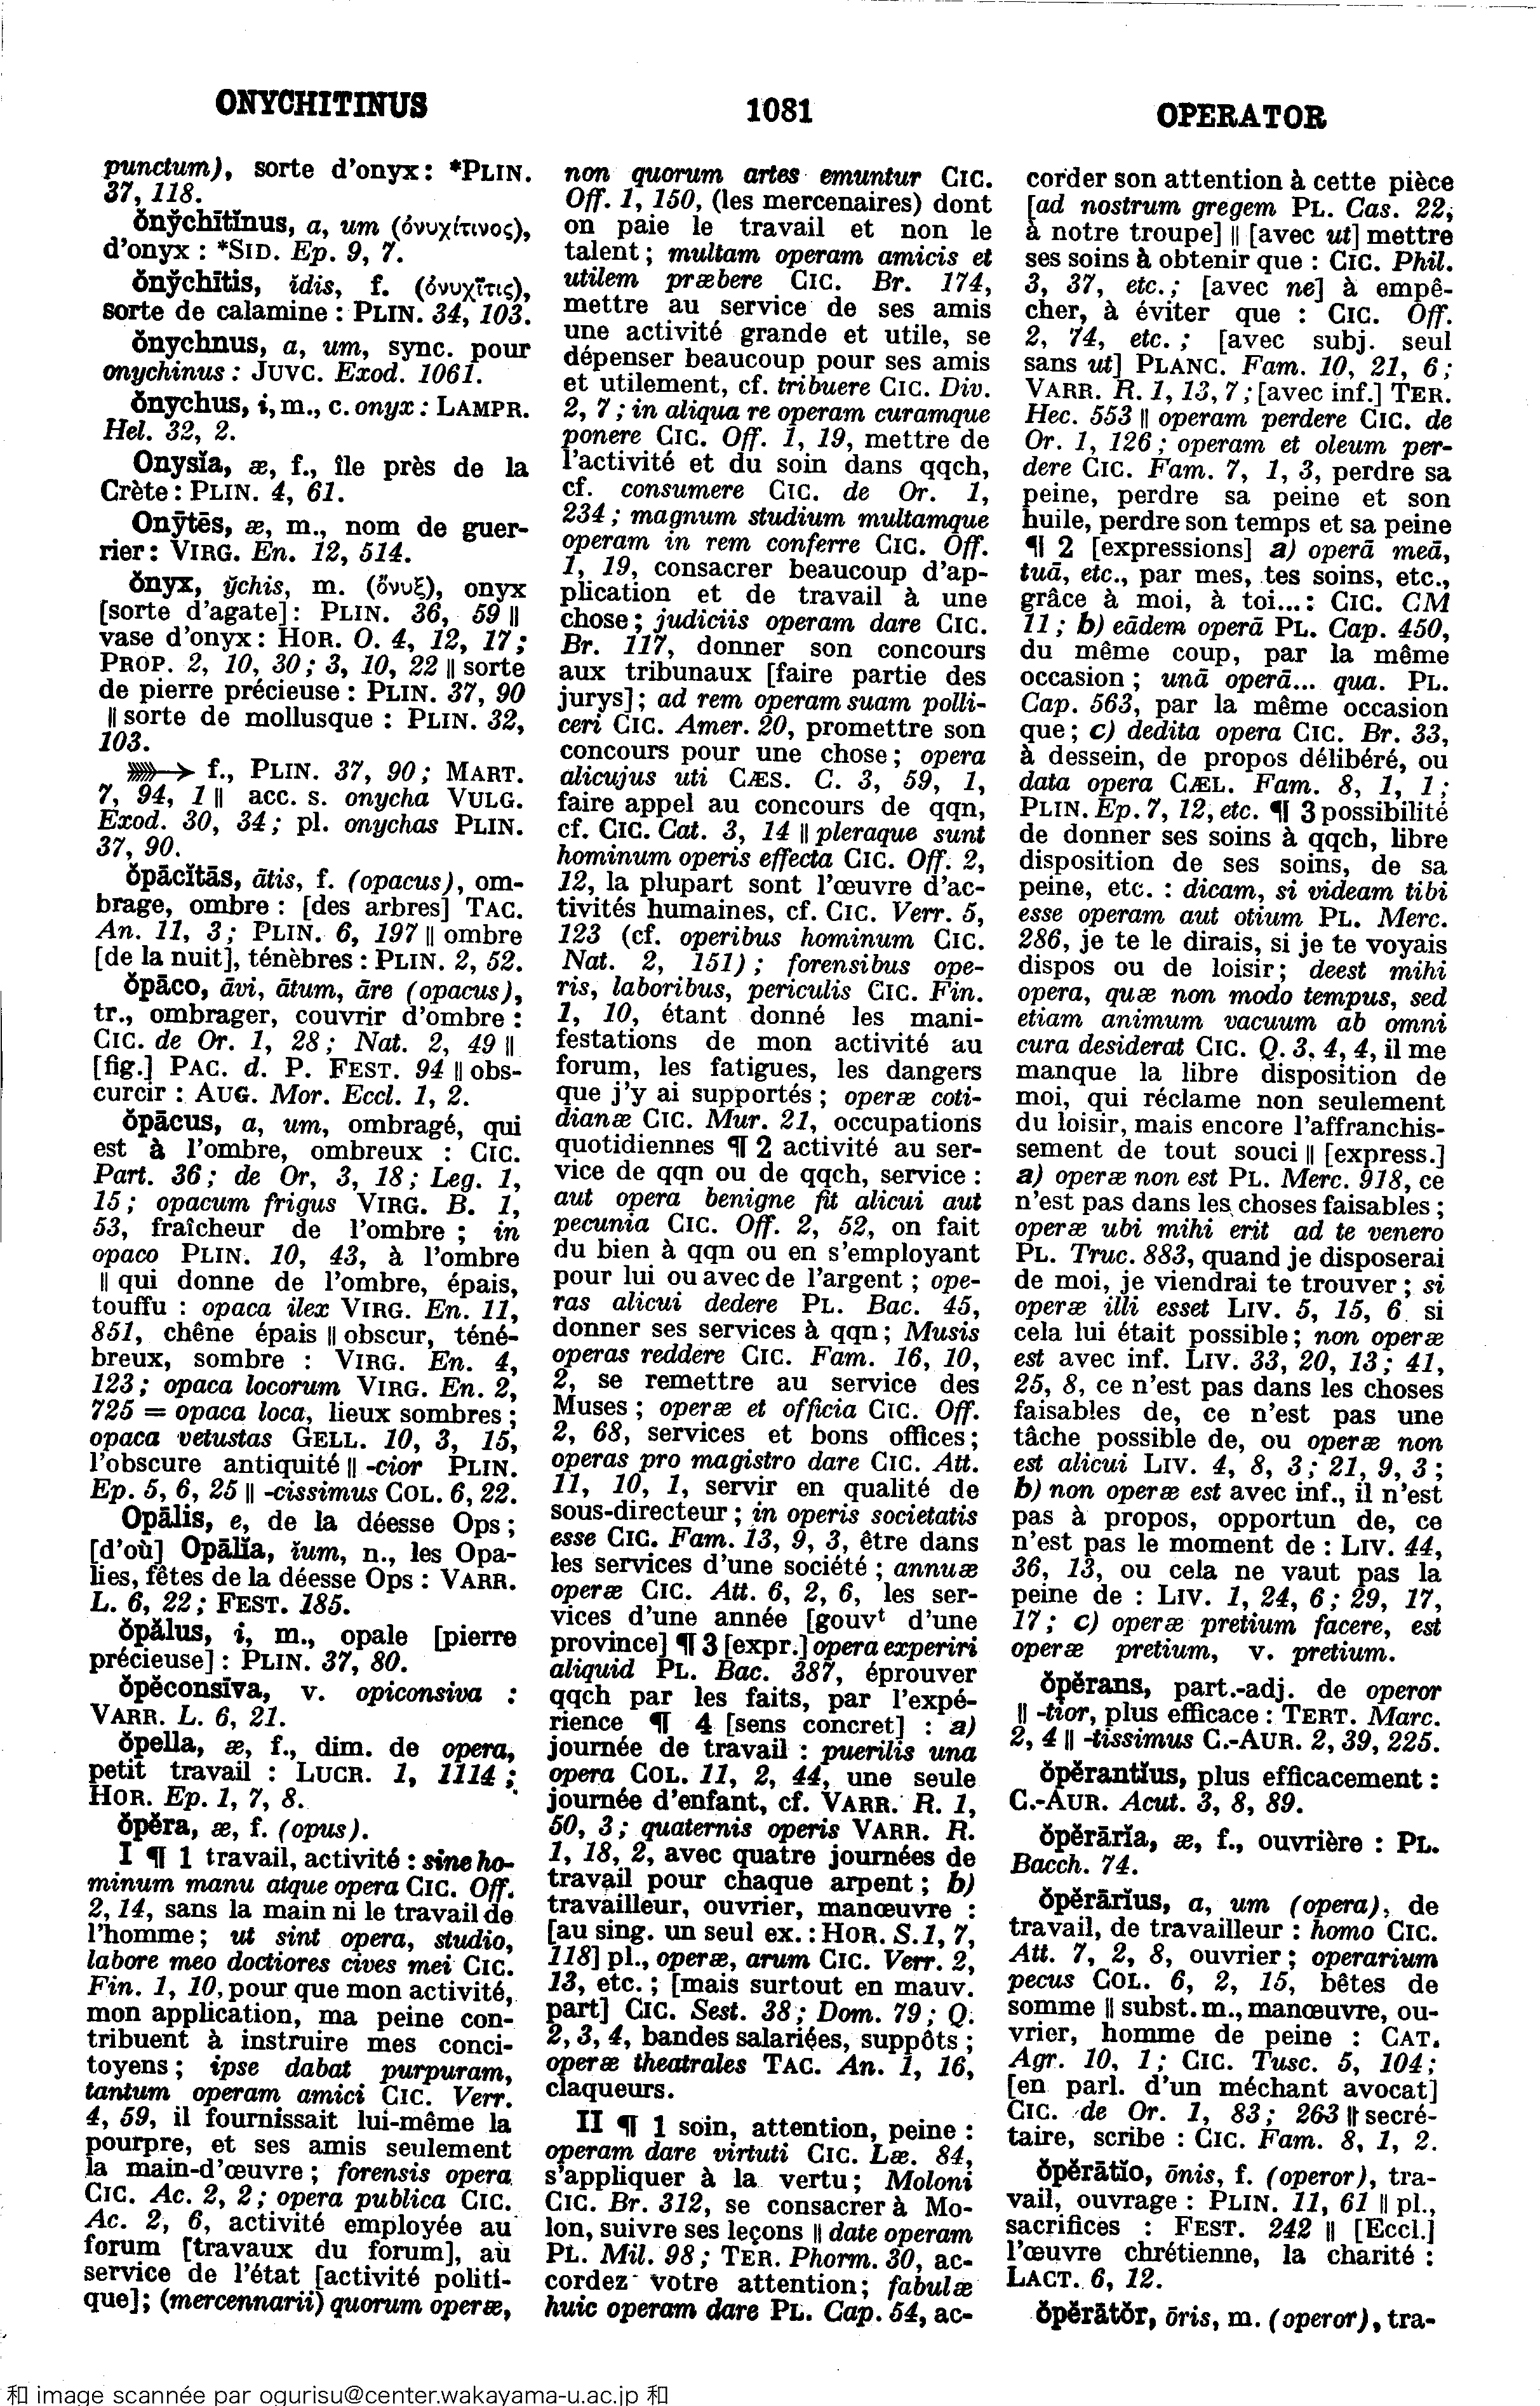 ONYCHITINUS
1081
OPERATOR
punctum), sorte d'onyx: *PLIN.
37, 118.
ŏny̆chĭtĭnus, a, um (ὀνυχίτινος),
d'onyx : *SID. Ep. 9, 7.
ŏny̆chītis, ĭdis, f. (ὀνυχῖτις),
sorte de calamine : PLIN. 34, 103.
ŏnychnus, a, um, sync. pour
onychinus : JUVC. Exod. 1061.
ŏnychus, i, m., c. onyx : LAMPR.
Hel. 32, 2.
Onysĭa, æ, f., île près de la
Crète : PLIN. 4, 61.
Onȳtēs, æ, m., nom de guer-
rier : VIRG. En. 12, 514.
ŏnyx, y̆chis, m. (ὄνυξ), onyx
[sorte d'agate] : PLIN. 36, 59 ||
vase d'onyx : HOR. O. 4, 12, 17 ;
PROP. 2, 10, 30 ; 3, 10, 22 || sorte
de pierre précieuse : PLIN. 37, 90
|| sorte de mollusque : PLIN. 32,
103.
➳ f., PLIN. 37, 90 ; MART.
7, 94, 1 || acc. s. onycha VULG.
Exod. 30, 34 ; pl. onychas PLIN.
37, 90.
ŏpācĭtās, ātis, f. (opacus), om-
brage, ombre : [des arbres] TAC.
An. 11, 3 ; PLIN. 6, 197 || ombre
[de la nuit], ténèbres : PLIN. 2, 52.
ŏpāco, āvi, ātum, āre (opacus),
tr., ombrager, couvrir d'ombre :
CIC. de Or. 1, 28 ; Nat. 2, 49 ||
[fig.] PAC. d. P. FEST. 94 || obs-
curcir : AUG. Mor. Eccl. 1, 2.
ŏpācus, a, um, ombragé, qui
est à l'ombre, ombreux : CIC.
Part. 36 ; de Or, 3, 18 ; Leg. 1,
15 ; opacum frigus VIRG. B. 1,
53, fraîcheur de l'ombre ; in
opaco PLIN. 10, 43, à l'ombre
|| qui donne de l'ombre, épais,
touffu : opaca ilex VIRG. En. 11,
851, chêne épais || obscur, téné-
breux, sombre : VIRG. En. 4,
123 ; opaca locorum VIRG. En. 2,
725 = opaca loca, lieux sombres ;
opaca vetustas GELL. 10, 3, 15,
l'obscure antiquité || -cior PLIN.
Ep. 5, 6, 25 || -cissimus COL. 6, 22.
Opālis, e, de la déesse Ops ;
[d'où] Opālĭa, ĭum, n., les Opa-
lies, fêtes de la déesse Ops : VARR.
L. 6, 22 ; FEST. 185.
ŏpălus, i, m., opale [pierre
précieuse] : PLIN. 37, 80.
ŏpĕconsīva, v. opiconsiva :
VARR. L. 6, 21.
ŏpella, æ, f., dim. de opera,
petit travail : LUCR. 1, 1114 ;
HOR. Ep. 1, 7, 8.
ŏpĕra, æ, f. (opus).
I ¶ 1 travail, activité : sine ho-
minum manu atque opera CIC. Off.
2, 14, sans la main ni le travail de
l'homme ; ut sint opera, studio,
labore meo doctiores cives mei CIC.
Fin. 1, 10, pour que mon activité,
mon application, ma peine con-
tribuent à instruire mes conci-
toyens ; ipse dabat purpuram,
tantum operam amici CIC. Verr.
4, 59, il fournissait lui-même la
pourpre, et ses amis seulement
la main-d'œuvre ; forensis opera
CIC. Ac. 2, 2 ; opera publica CIC.
Ac. 2, 6, activité employée au
forum [travaux du forum], au
service de l'état [activité politi-
que] ; (mercennarii) quorum operæ,
non quorum artes emuntur CIC.
Off. 1, 150, (les mercenaires) dont
on paie le travail et non le
talent ; multam operam amicis et
utilem præbere CIC. Br. 174,
mettre au service de ses amis
une activité grande et utile, se
dépenser beaucoup pour ses amis
et utilement, cf. tribuere CIC. Div.
2, 7 ; in aliqua re operam curamque
ponere CIC. Off. 1, 19, mettre de
l'activité et du soin dans qqch,
cf. consumere CIC. de Or. 1,
234 ; magnum studium multamque
operam in rem conferre CIC. Off.
1, 19, consacrer beaucoup d'ap-
plication et de travail à une
chose ; judiciis operam dare CIC.
Br. 117, donner son concours
aux tribunaux [faire partie des
jurys] ; ad rem operam suam polli-
ceri CIC. Amer. 20, promettre son
concours pour une chose ; opera
alicujus uti CÆS. C. 3, 59, 1,
faire appel au concours de qqn,
cf. CIC. Cat. 3, 14 || pleraque sunt
hominum operis effecta CIC. Off. 2,
12, la plupart sont l'œuvre d'ac-
tivités humaines, cf. CIC. Verr. 5,
123 (cf. operibus hominum CIC.
Nat. 2, 151) ; forensibus ope-
ris, laboribus, periculis CIC. Fin.
1, 10, étant donné les mani-
festations de mon activité au
forum, les fatigues, les dangers
que j'y ai supportés ; operæ coti-
dianæ CIC. Mur. 21, occupations
quotidiennes ¶ 2 activité au ser-
vice de qqn ou de qqch, service :
aut opera benigne fit alicui aut
pecunia CIC. Off. 2, 52, on fait
du bien à qqn ou en s'employant
pour lui ou avec de l'argent ; ope-
ras alicui dedere PL. Bac. 45,
donner ses services à qqn ; Musis
operas reddere CIC. Fam. 16, 10,
2, se remettre au service des
Muses ; operæ et officia CIC. Off.
2, 68, services et bons offices ;
operas pro magistro dare CIC. Att.
11, 10, 1, servir en qualité de
sous-directeur ; in operis societatis
esse CIC. Fam. 13, 9, 3, être dans
les services d'une société ; annuæ
operæ CIC. Att. 6, 2, 6, les ser-
vices d'une année [gouvᵗ d'une
province] ¶ 3 [expr.] opera experiri
aliquid PL. Bac. 387, éprouver
qqch par les faits, par l'expé-
rience ¶ 4 [sens concret] : a)
journée de travail : puerilis una
opera COL. 11, 2, 44, une seule
journée d'enfant, cf. VARR. R. 1,
50, 3 ; quaternis operis VARR. R.
1, 18, 2, avec quatre journées de
travail pour chaque arpent ; b)
travailleur, ouvrier, manœuvre :
[au sing. un seul ex. : HOR. S. 1, 7,
118] pl., operæ, arum CIC. Verr. 2,
13, etc. ; [mais surtout en mauv.
part] CIC. Sest. 38 ; Dom. 79 ; Q.
2, 3, 4, bandes salariées, suppôts ;
operæ theatrales TAC. An. 1, 16,
claqueurs.
II ¶ 1 soin, attention, peine :
operam dare virtuti CIC. Læ. 84,
s'appliquer à la vertu ; Moloni
CIC. Br. 312, se consacrer à Mo-
lon, suivre ses leçons || date operam
PL. Mil. 98 ; TER. Phorm. 30, ac-
cordez votre attention ; fabulæ
huic operam dare PL. Cap. 54, ac-
corder son attention à cette pièce
[ad nostrum gregem PL. Cas. 22,
à notre troupe] || [avec ut] mettre
ses soins à obtenir que : CIC. Phil.
3, 37, etc. ; [avec ne] à empê-
cher, à éviter que : CIC. Off.
2, 74, etc. ; [avec subj. seul
sans ut] PLANC. Fam. 10, 21, 6 ;
VARR. R. 1, 13, 7 ; [avec inf.] TER.
Hec. 553 || operam perdere CIC. de
Or. 1, 126 ; operam et oleum per-
dere CIC. Fam. 7, 1, 3, perdre sa
peine, perdre sa peine et son
huile, perdre son temps et sa peine
¶ 2 [expressions] a) operā meā,
tuā, etc., par mes, tes soins, etc.,
grâce à moi, à toi... : CIC. CM
11 ; b) eādem operā PL. Cap. 450,
du même coup, par la même
occasion ; unā operā... qua. PL.
Cap. 563, par la même occasion
que ; c) dedita opera CIC. Br. 33,
à dessein, de propos délibéré, ou
data opera CÆL. Fam. 8, 1, 1 ;
PLIN. Ep. 7, 12, etc. ¶ 3 possibilité
de donner ses soins à qqch, libre
disposition de ses soins, de sa
peine, etc. : dicam, si videam tibi
esse operam aut otium PL. Merc.
286, je te le dirais, si je te voyais
dispos ou de loisir ; deest mihi
opera, quæ non modo tempus, sed
etiam animum vacuum ab omni
cura desiderat CIC. Q. 3, 4, 4, il me
manque la libre disposition de
moi, qui réclame non seulement
du loisir, mais encore l'affranchis-
sement de tout souci || [express.]
a) operæ non est PL. Merc. 918, ce
n'est pas dans les choses faisables ;
operæ ubi mihi erit ad te venero
PL. Truc. 883, quand je disposerai
de moi, je viendrai te trouver ; si
operæ illi esset LIV. 5, 15, 6 si
cela lui était possible ; non operæ
est avec inf. LIV. 33, 20, 13 ; 41,
25, 8, ce n'est pas dans les choses
faisables de, ce n'est pas une
tâche possible de, ou operæ non
est alicui LIV. 4, 8, 3 ; 21, 9, 3 ;
b) non operæ est avec inf., il n'est
pas à propos, opportun de, ce
n'est pas le moment de : LIV. 44,
36, 13, ou cela ne vaut pas la
peine de : LIV. 1, 24, 6 ; 29, 17,
17 ; c) operæ pretium facere, est
operæ pretium, v. pretium.
ŏpĕrans, part.-adj. de operor
|| -tior, plus efficace : TERT. Marc.
2, 4 || -tissimus C.-AUR. 2, 39, 225.
ŏpĕrantĭus, plus efficacement :
C.-AUR. Acut. 3, 8, 89.
ŏpĕrārĭa, æ, f., ouvrière : PL.
Bacch. 74.
ŏpĕrārĭus, a, um (opera), de
travail, de travailleur : homo CIC.
Att. 7, 2, 8, ouvrier ; operarium
pecus COL. 6, 2, 15, bêtes de
somme || subst. m., manœuvre, ou-
vrier, homme de peine : CAT.
Agr. 10, 1 ; CIC. Tusc. 5, 104 ;
[en parl. d'un méchant avocat]
CIC. de Or. 1, 83 ; 263 || secré-
taire, scribe : CIC. Fam. 8, 1, 2.
ŏpĕrātĭo, ōnis, f. (operor), tra-
vail, ouvrage : PLIN. 11, 61 || pl.,
sacrifices : FEST. 242 || [Eccl.]
l'œuvre chrétienne, la charité :
LACT. 6, 12.
ŏpĕrātŏr, ōris, m. (operor), tra-
和 image scannée par ogurisu@center.wakayama-u.ac.jp 和